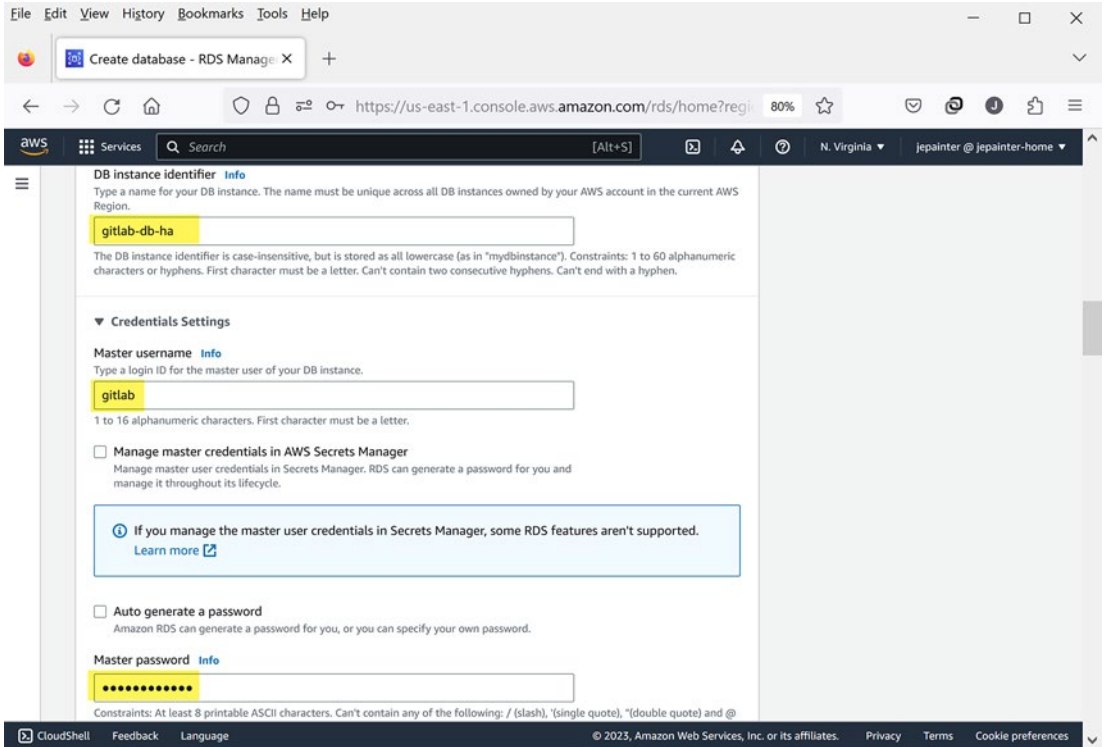 File Edit View History Bookmarks Tools Help
Create database - RDS Manage
https://us-east-1.console.aws.amazon.com/rds/home?regi 80%
aws Services Search [Alt+S] N. Virginia ▼ jepainter @ jepainter-home ▼
DB instance identifier Info
Type a name for your DB instance. The name must be unique across all DB instances owned by your AWS account in the current AWS
Region.
gitlab-db-ha
The DB instance identifier is case-insensitive, but is stored as all lowercase (as in "mydbinstance"). Constraints: 1 to 60 alphanumeric
characters or hyphens. First character must be a letter. Can't contain two consecutive hyphens. Can't end with a hyphen.
▼ Credentials Settings
Master username Info
Type a login ID for the master user of your DB instance.
gitlab
1 to 16 alphanumeric characters. First character must be a letter.
Manage master credentials in AWS Secrets Manager
Manage master user credentials in Secrets Manager. RDS can generate a password for you and
manage it throughout its lifecycle.
If you manage the master user credentials in Secrets Manager, some RDS features aren't supported.
Learn more
Auto generate a password
Amazon RDS can generate a password for you, or you can specify your own password.
Master password Info
••••••••••••
Constraints: At least 8 printable ASCII characters. Can't contain any of the following: / (slash), '(single quote), "(double quote) and @
CloudShell Feedback Language © 2023, Amazon Web Services, Inc. or its affiliates. Privacy Terms Cookie preferences